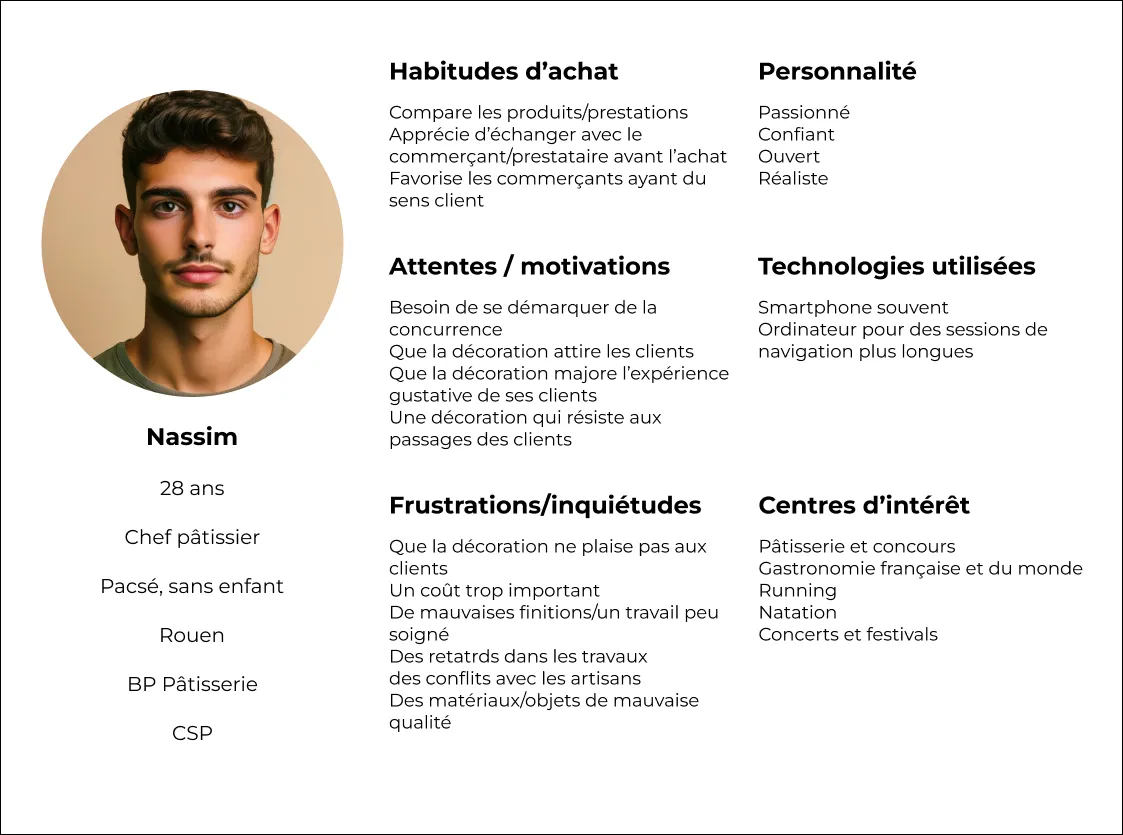 Nassim
28 ans
Chef pâtissier
Pacsé, sans enfant
Rouen
BP Pâtisserie
CSP
Habitudes d’achat
Compare les produits/prestations
Apprécie d’échanger avec le
commerçant/prestataire avant l’achat
Favorise les commerçants ayant du
sens client
Attentes / motivations
Besoin de se démarquer de la
concurrence
Que la décoration attire les clients
Que la décoration majore l’expérience
gustative de ses clients
Une décoration qui résiste aux
passages des clients
Frustrations/inquiétudes
Que la décoration ne plaise pas aux
clients
Un coût trop important
De mauvaises finitions/un travail peu
soigné
Des retatrds dans les travaux
des conflits avec les artisans
Des matériaux/objets de mauvaise
qualité
Personnalité
Passionné
Confiant
Ouvert
Réaliste
Technologies utilisées
Smartphone souvent
Ordinateur pour des sessions de
navigation plus longues
Centres d’intérêt
Pâtisserie et concours
Gastronomie française et du monde
Running
Natation
Concerts et festivals